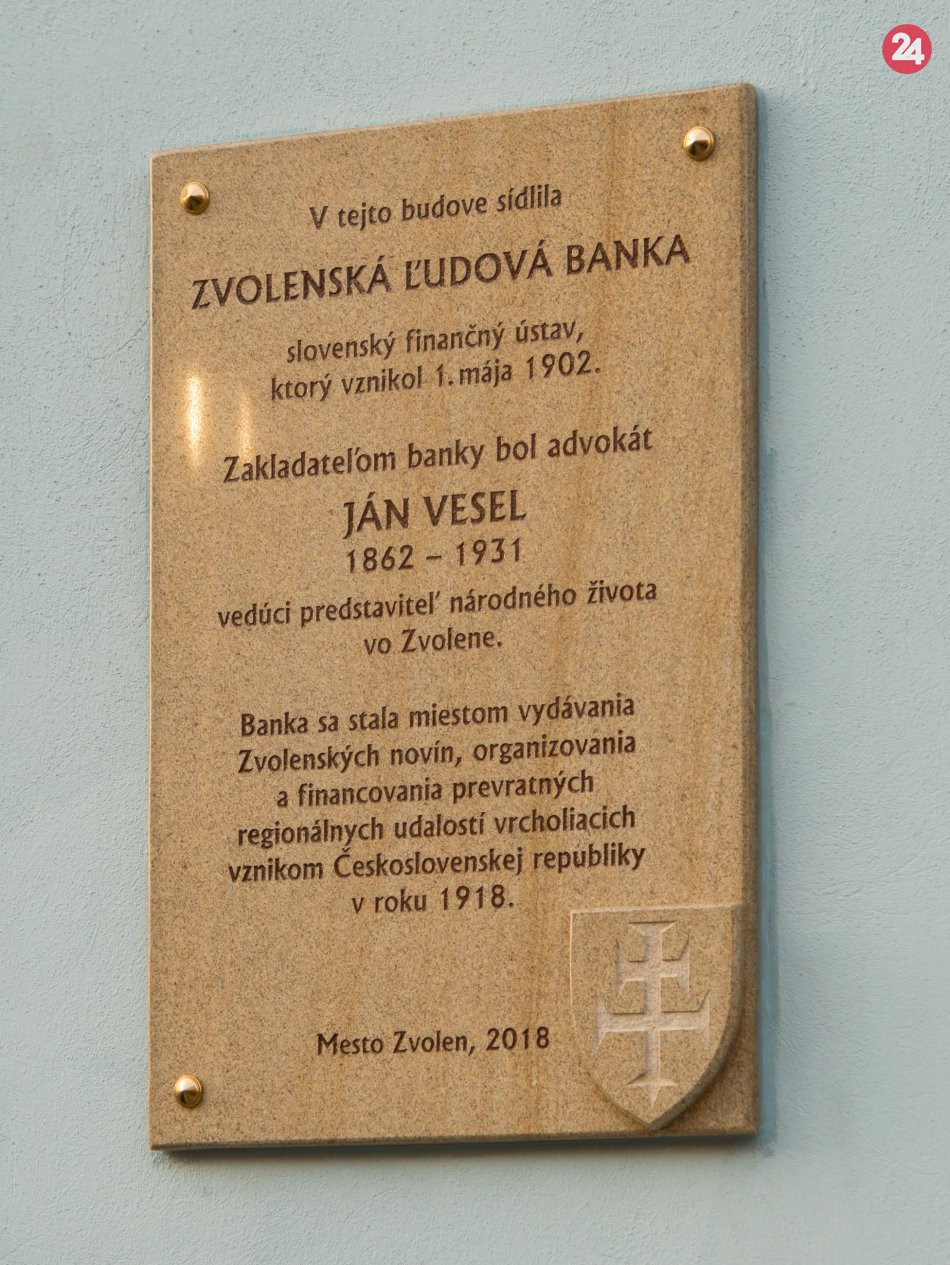 24
V tejto budove sídlila
ZVOLENSKÁ ĽUDOVÁ BANKA
slovenský finančný ústav,
ktorý vznikol 1. mája 1902.
Zakladateľom banky bol advokát
JÁN VESEL
1862 – 1931
vedúci predstaviteľ národného života
vo Zvolene.
Banka sa stala miestom vydávania
Zvolenských novín, organizovania
a financovania prevratných
regionálnych udalostí vrcholiacich
vznikom Československej republiky
v roku 1918.
Mesto Zvolen, 2018